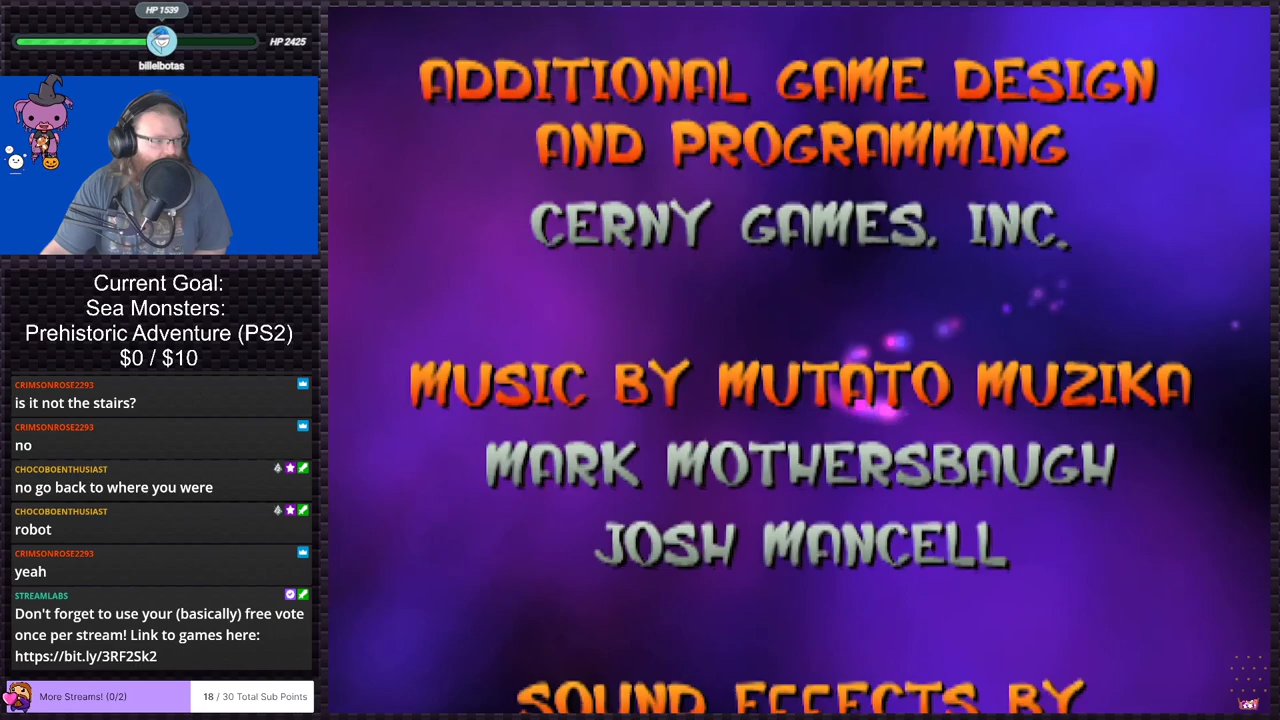 HP 1539
HP 2425
billelbotas
Current Goal:
Sea Monsters:
Prehistoric Adventure (PS2)
$0 / $10
CRIMSONROSE2293
is it not the stairs?
CRIMSONROSE2293
no
CHOCOBOENTHUSIAST
no go back to where you were
CHOCOBOENTHUSIAST
robot
CRIMSONROSE2293
yeah
STREAMLABS
Don't forget to use your (basically) free vote
once per stream! Link to games here:
https://bit.ly/3RF2Sk2
More Streams! (0/2)
18 / 30 Total Sub Points
ADDITIONAL GAME DESIGN
AND PROGRAMMING
CERNY GAMES, INC.
MUSIC BY MUTATO MUZIKA
MARK MOTHERSBAUGH
JOSH MANCELL
SOUND EFFECTS BY